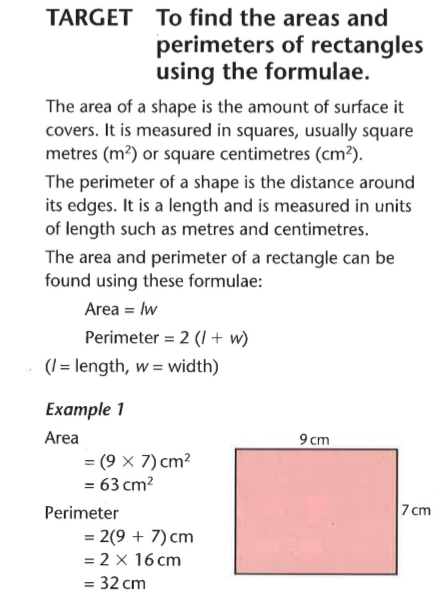 TARGET To find the areas and
perimeters of rectangles
using the formulae.
The area of a shape is the amount of surface it
covers. It is measured in squares, usually square
metres (m²) or square centimetres (cm²).
The perimeter of a shape is the distance around
its edges. It is a length and is measured in units
of length such as metres and centimetres.
The area and perimeter of a rectangle can be
found using these formulae:
Area = lw
Perimeter = 2 (l + w)
(l = length, w = width)
Example 1
Area
= (9 × 7) cm²
= 63 cm²
Perimeter
= 2(9 + 7) cm
= 2 × 16 cm
= 32 cm
9 cm
7 cm